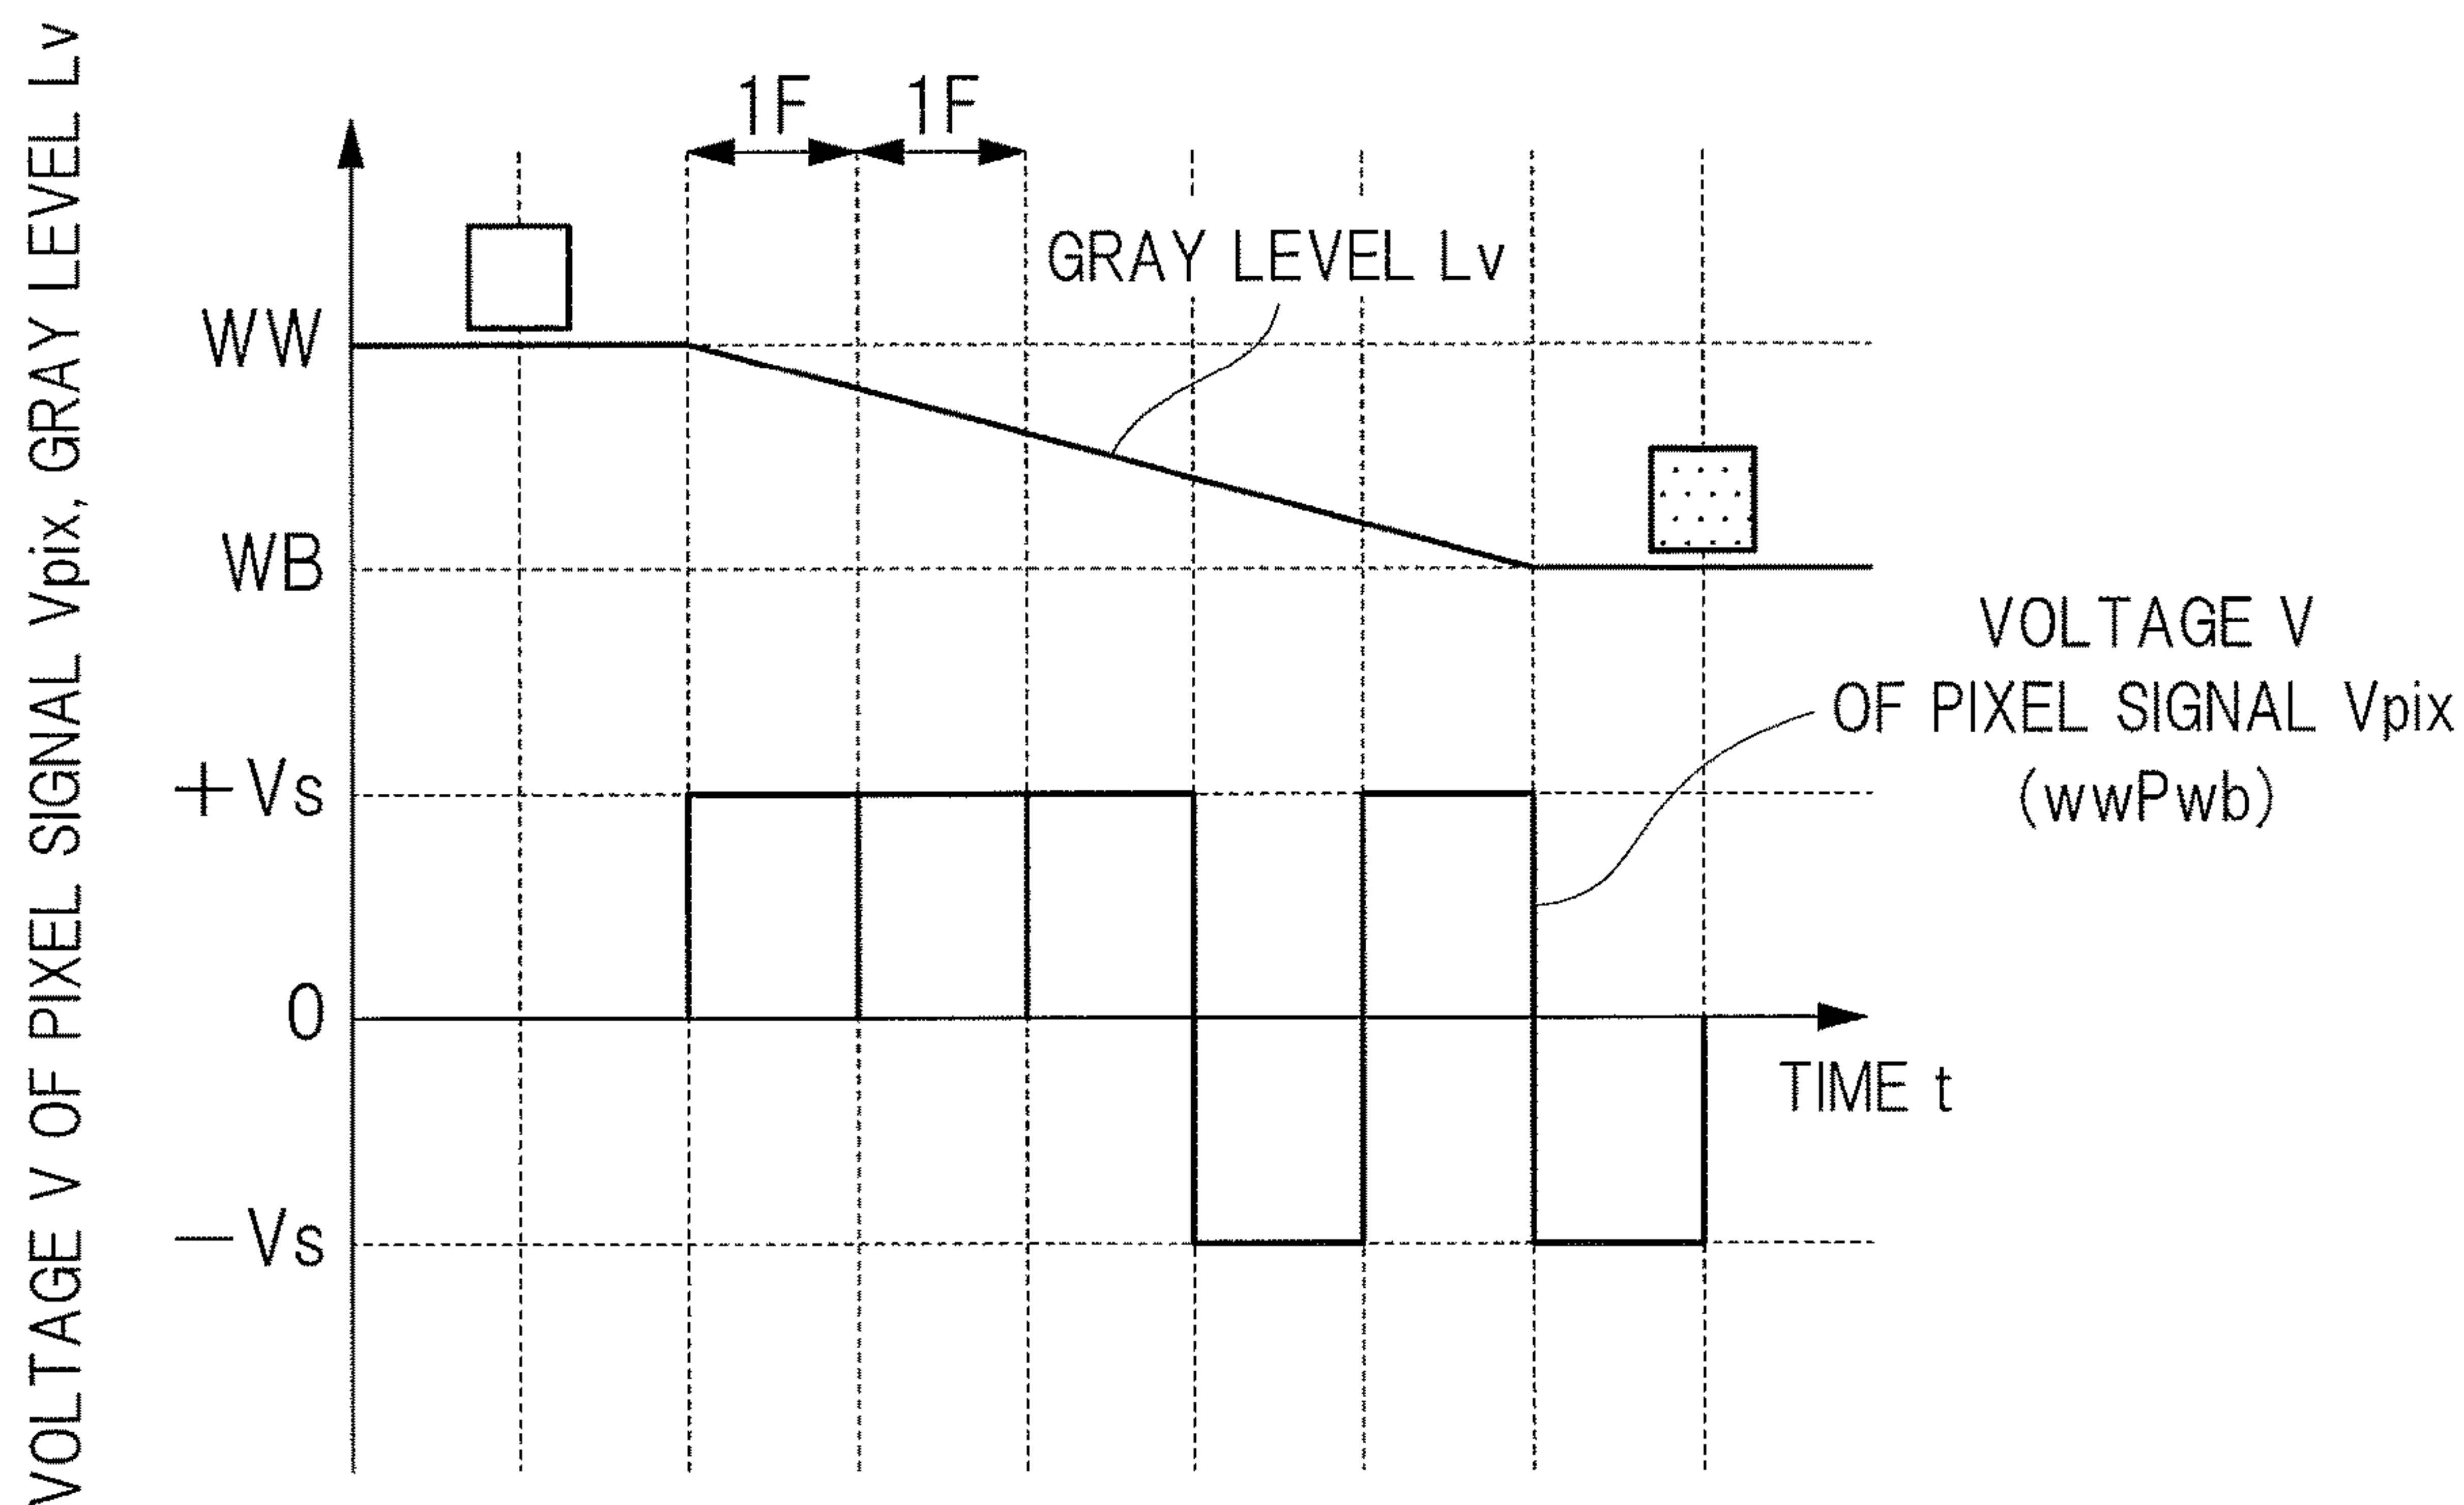 VOLTAGE V OF PIXEL SIGNAL Vpix, GRAY LEVEL Lv
1F 1F
GRAY LEVEL Lv
WW
WB
VOLTAGE V
OF PIXEL SIGNAL Vpix
(wwPwb)
+Vs
0
TIME t
−Vs